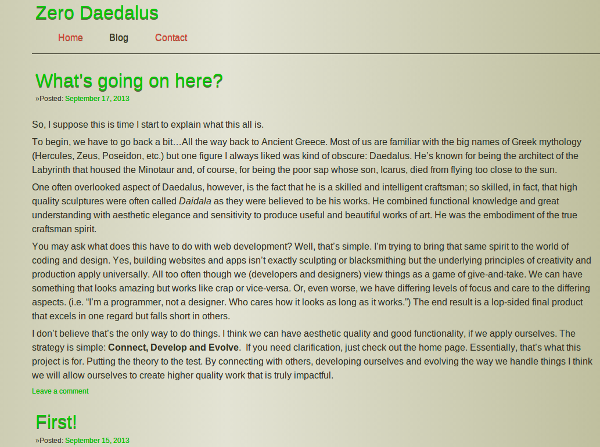 Zero Daedalus
Home Blog Contact
What's going on here?
»Posted: September 17, 2013
So, I suppose this is time I start to explain what this all is.
To begin, we have to go back a bit…All the way back to Ancient Greece. Most of us are familiar with the big names of Greek mythology
(Hercules, Zeus, Poseidon, etc.) but one figure I always liked was kind of obscure: Daedalus. He's known for being the architect of the
Labyrinth that housed the Minotaur and, of course, for being the poor sap whose son, Icarus, died from flying too close to the sun.
One often overlooked aspect of Daedalus, however, is the fact that he is a skilled and intelligent craftsman; so skilled, in fact, that high
quality sculptures were often called Daidala as they were believed to be his works. He combined functional knowledge and great
understanding with aesthetic elegance and sensitivity to produce useful and beautiful works of art. He was the embodiment of the true
craftsman spirit.
You may ask what does this have to do with web development? Well, that's simple. I'm trying to bring that same spirit to the world of
coding and design. Yes, building websites and apps isn't exactly sculpting or blacksmithing but the underlying principles of creativity and
production apply universally. All too often though we (developers and designers) view things as a game of give-and-take. We can have
something that looks amazing but works like crap or vice-versa. Or, even worse, we have differing levels of focus and care to the differing
aspects. (i.e. "I'm a programmer, not a designer. Who cares how it looks as long as it works.") The end result is a lop-sided final product
that excels in one regard but falls short in others.
I don't believe that's the only way to do things. I think we can have aesthetic quality and good functionality, if we apply ourselves. The
strategy is simple: Connect, Develop and Evolve. If you need clarification, just check out the home page. Essentially, that's what this
project is for. Putting the theory to the test. By connecting with others, developing ourselves and evolving the way we handle things I think
we will allow ourselves to create higher quality work that is truly impactful.
Leave a comment
First!
»Posted: September 15, 2013